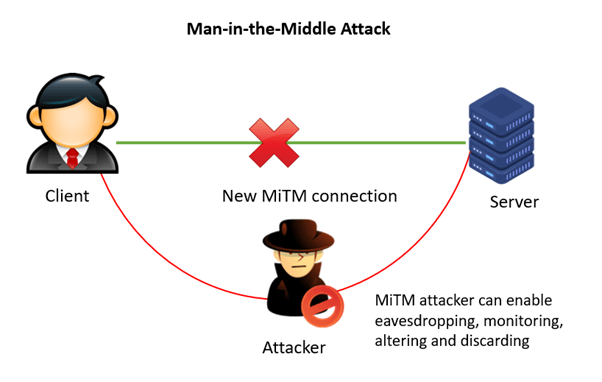 Man-in-the-Middle Attack
Client
New MiTM connection
Server
Attacker
MiTM attacker can enable
eavesdropping, monitoring,
altering and discarding